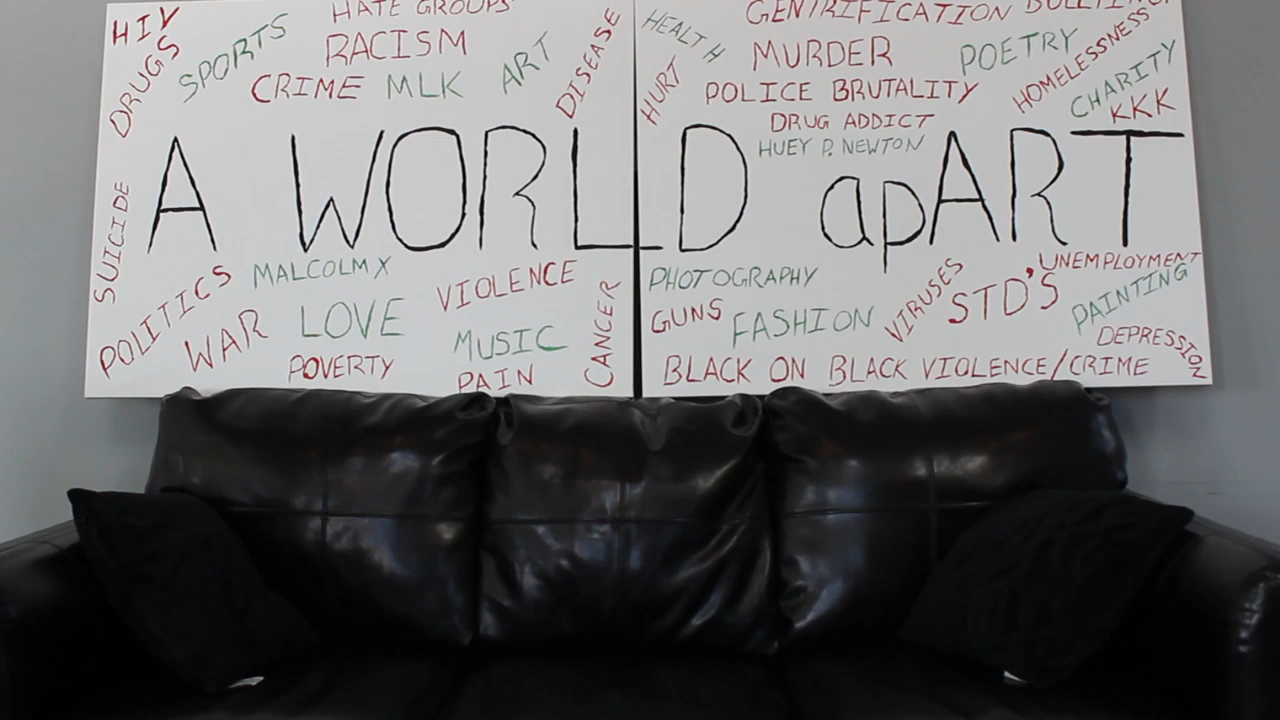 HIV
DRUGS
SPORTS
HATE GROUPS
RACISM
CRIME MLK
ART
DISEASE
HEALTH
HURT
GENTRIFICATION
BULLYING
MURDER
POETRY
HOMELESSNESS
POLICE BRUTALITY
CHARITY
KKK
DRUG ADDICT
HUEY P. NEWTON
A WORLD apART
SUICIDE
POLITICS
MALCOLM X
VIOLENCE
WAR
LOVE
MUSIC
POVERTY
PAIN
CANCER
PHOTOGRAPHY
GUNS
FASHION
VIRUSES
STD'S
UNEMPLOYMENT
PAINTING
DEPRESSION
BLACK ON BLACK VIOLENCE/CRIME